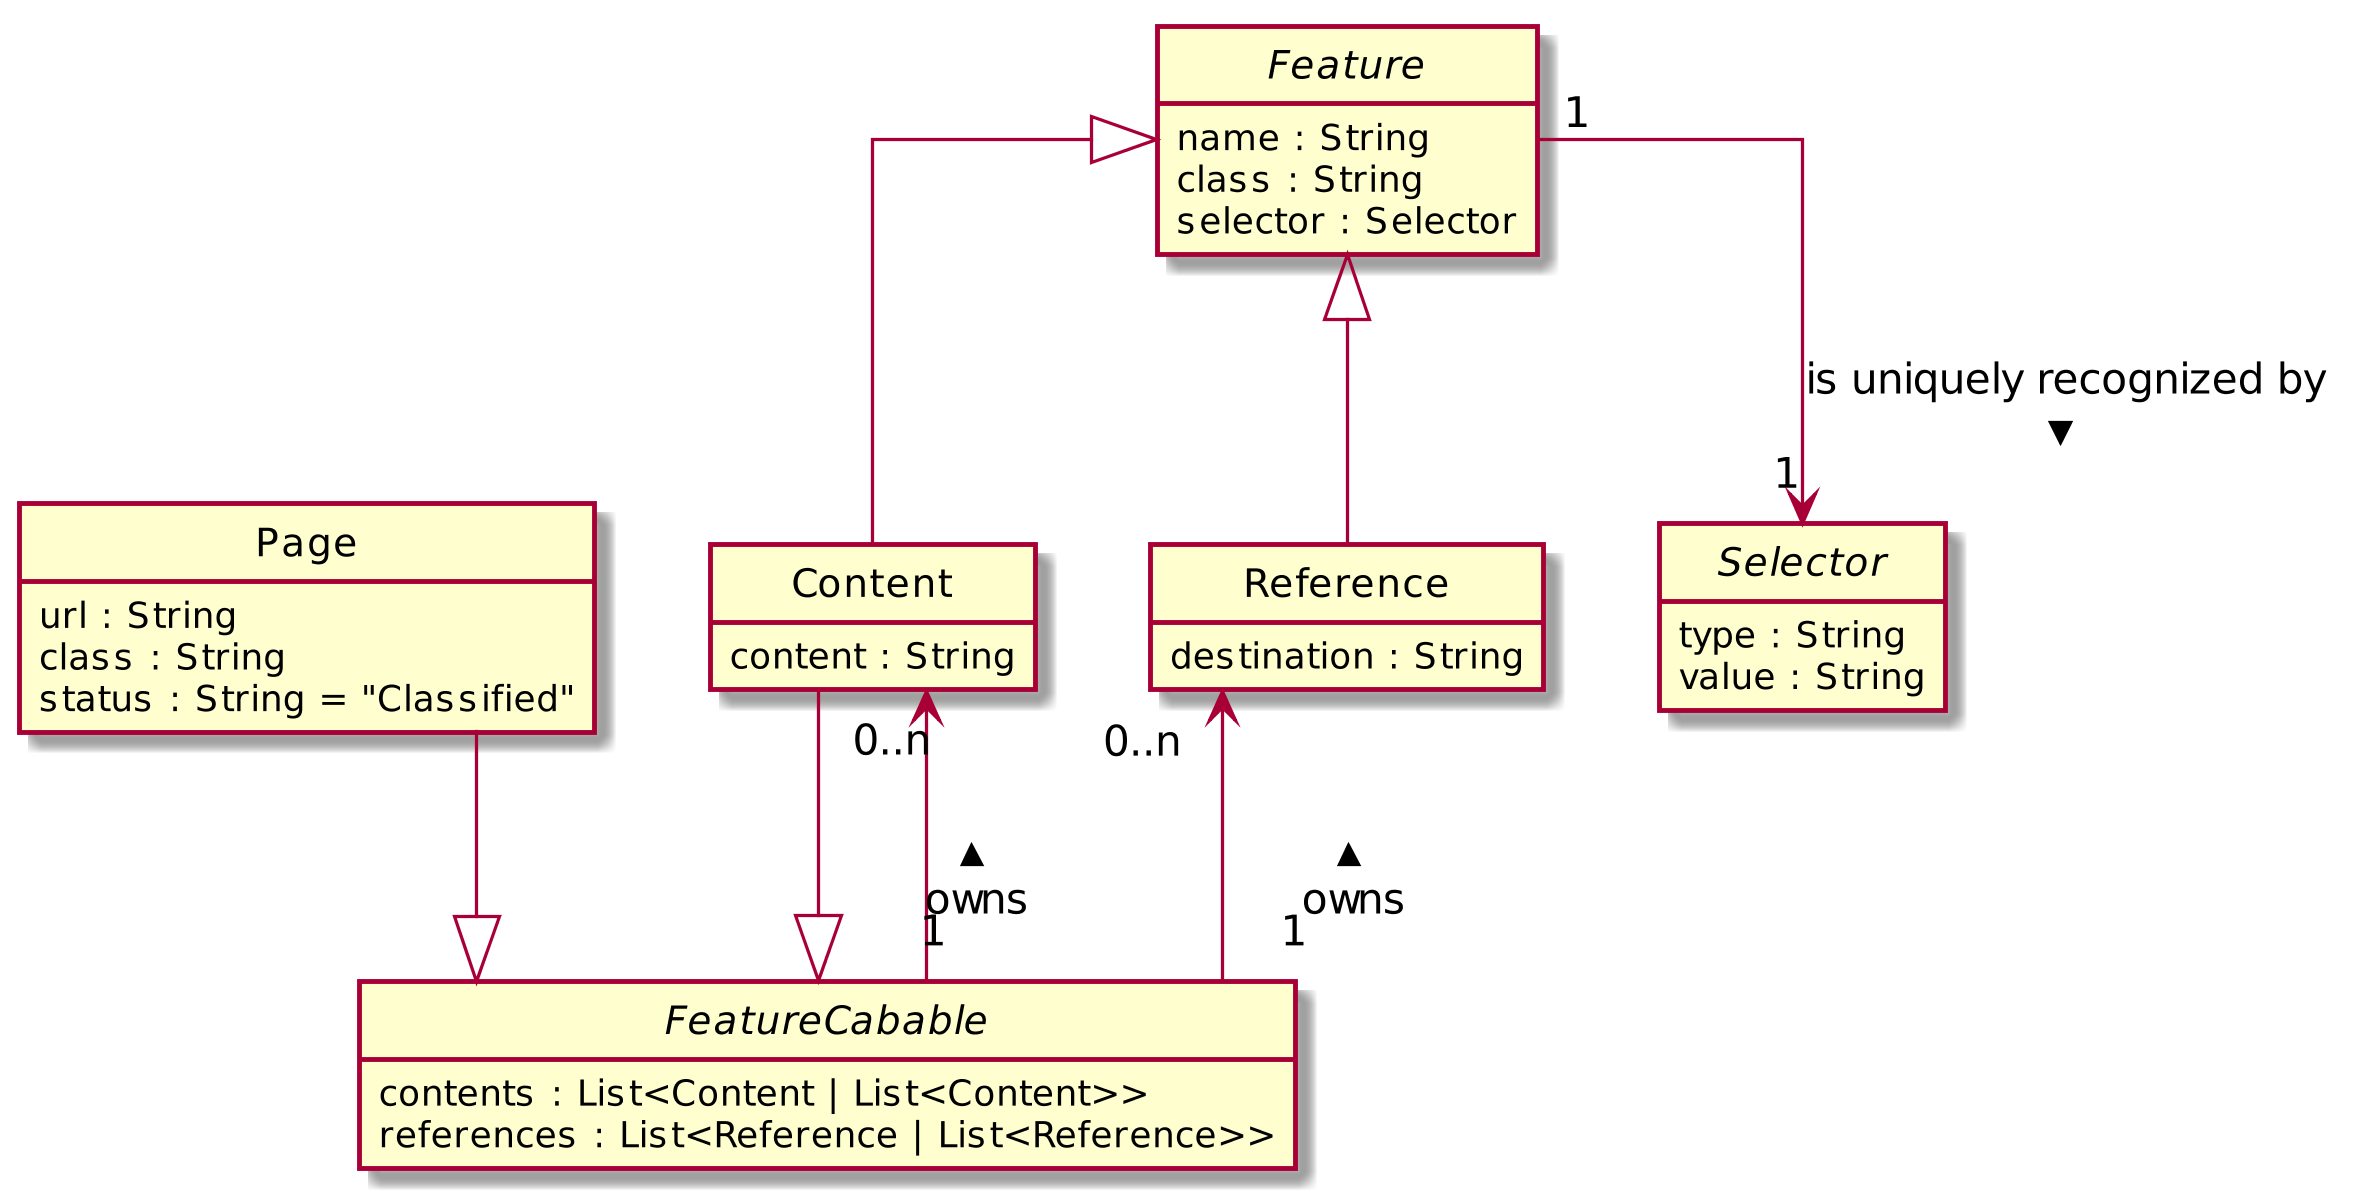 Feature
name : String
class : String
selector : Selector
1
is uniquely recognized by
▼
1
Page
url : String
class : String
status : String = "Classified"
Content
content : String
Reference
destination : String
Selector
type : String
value : String
0..n
0..n
▲
owns
1
▲
owns
1
FeatureCabable
contents : List<Content | List<Content>>
references : List<Reference | List<Reference>>